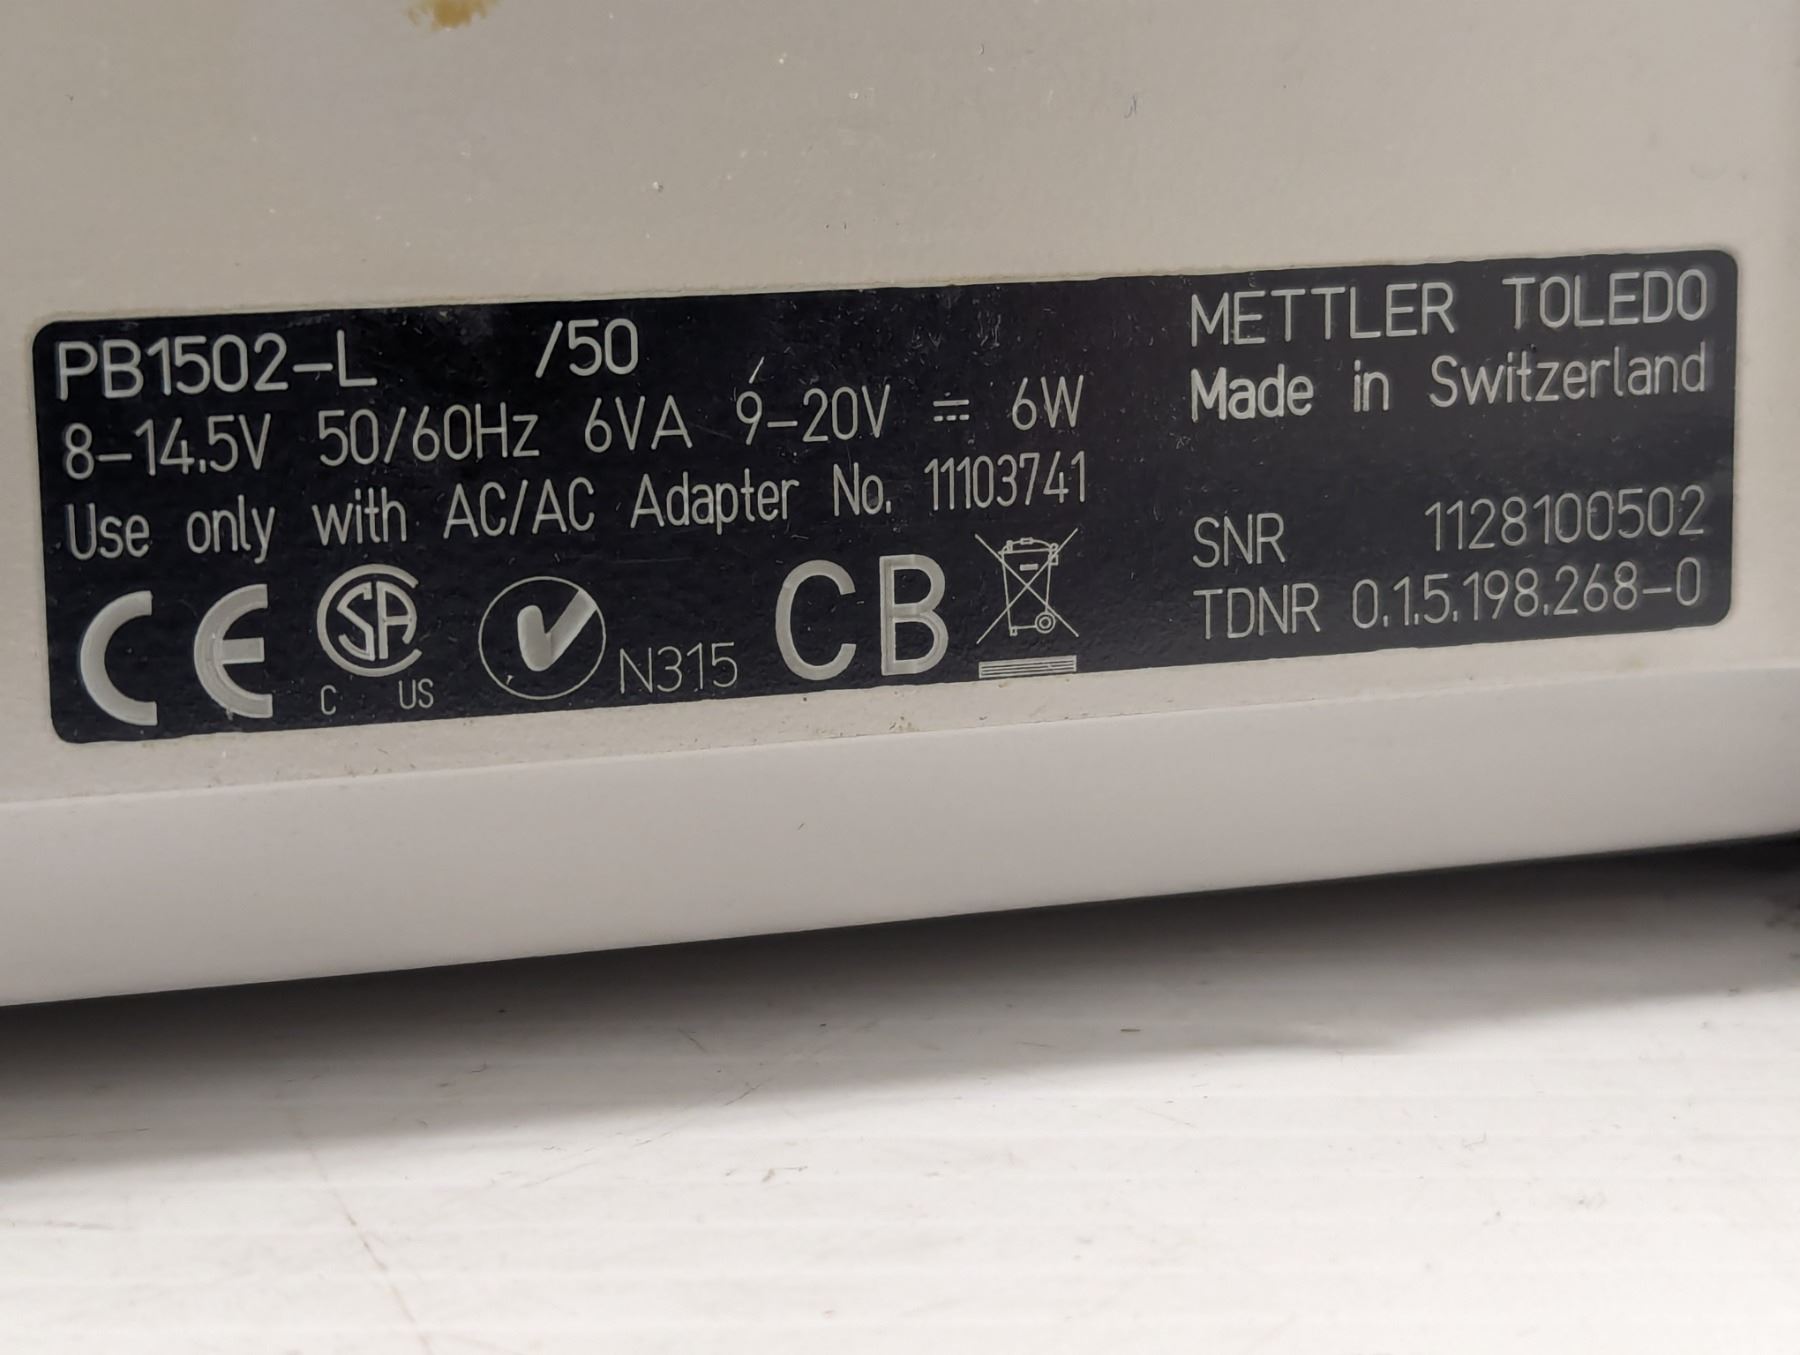 PB1502-L /50
8-14.5V 50/60Hz 6VA 9-20V ⎓ 6W
Use only with AC/AC Adapter No. 11103741
CE SA C US N315 CB
METTLER TOLEDO
Made in Switzerland
SNR 1128100502
TDNR 0.1.5.198.268-0